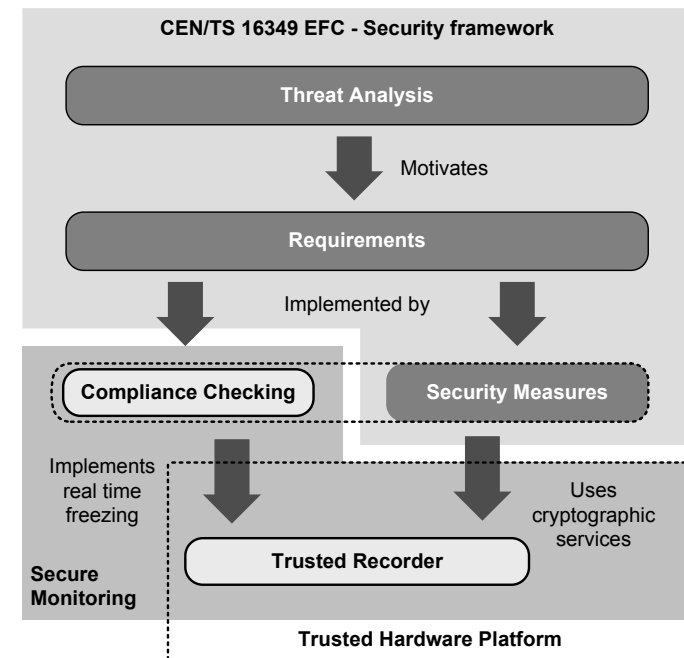 CEN/TS 16349 EFC - Security framework
Threat Analysis
Motivates
Requirements
Implemented by
Compliance Checking
Security Measures
Implements
real time
freezing
Uses
cryptographic
services
Trusted Recorder
Secure
Monitoring
Trusted Hardware Platform